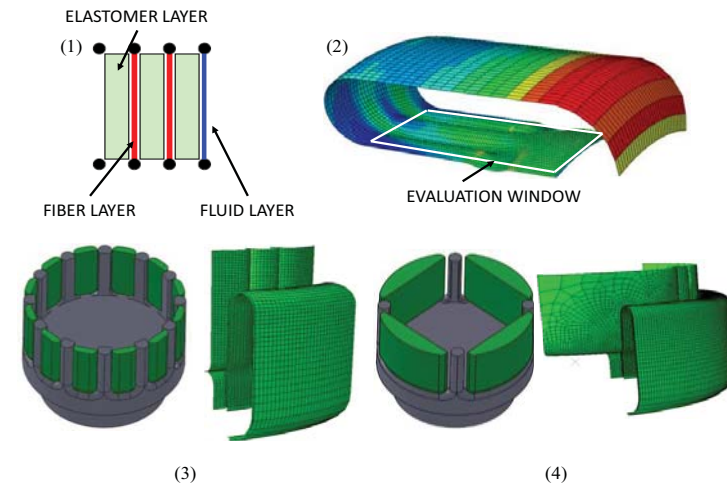 ELASTOMER LAYER
(1)
(2)
FIBER LAYER
FLUID LAYER
EVALUATION WINDOW
(3)
(4)